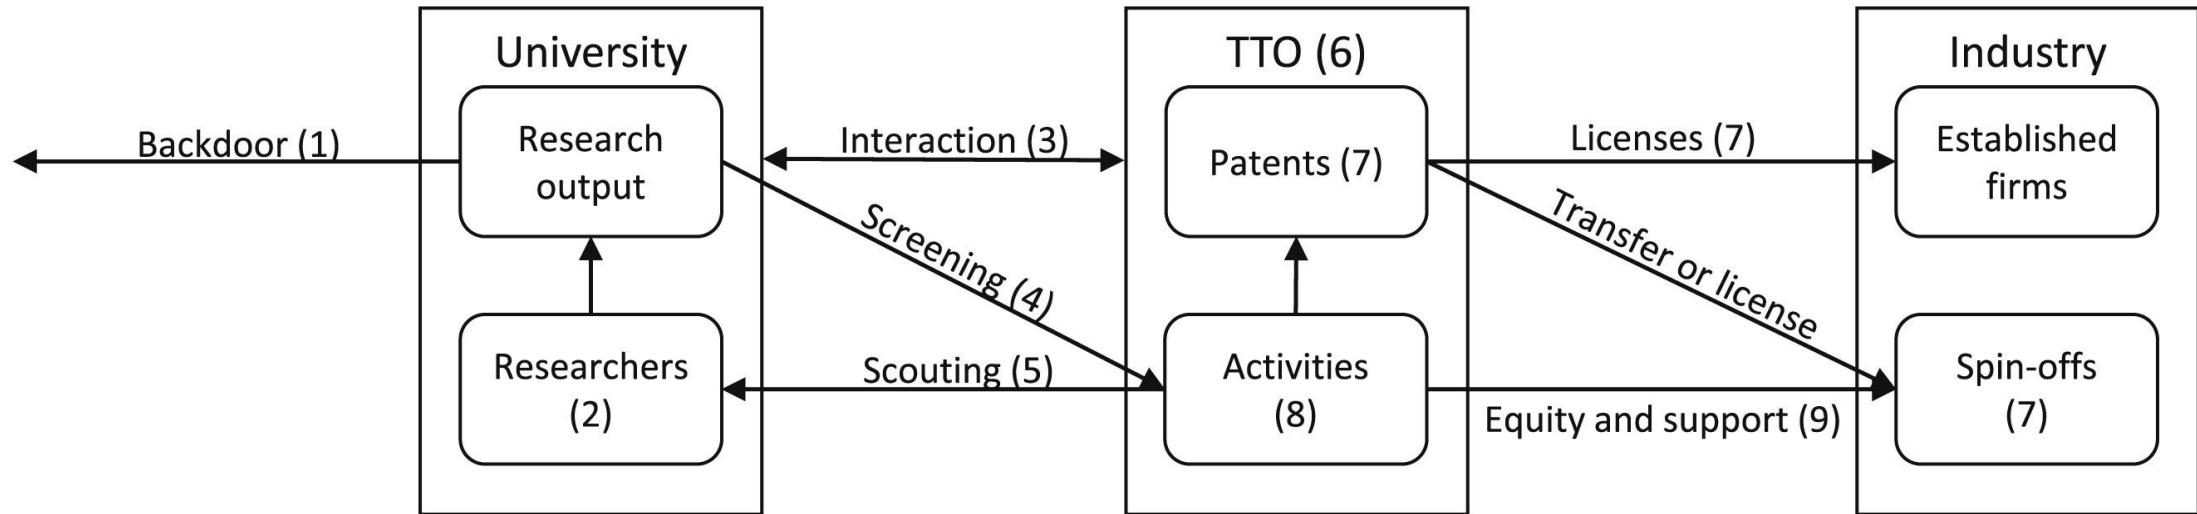 University
TTO (6)
Industry
Backdoor (1)
Research
output
Interaction (3)
Patents (7)
Licenses (7)
Established
firms
Screening (4)
Transfer or license
Researchers
(2)
Scouting (5)
Activities
(8)
Equity and support (9)
Spin-offs
(7)